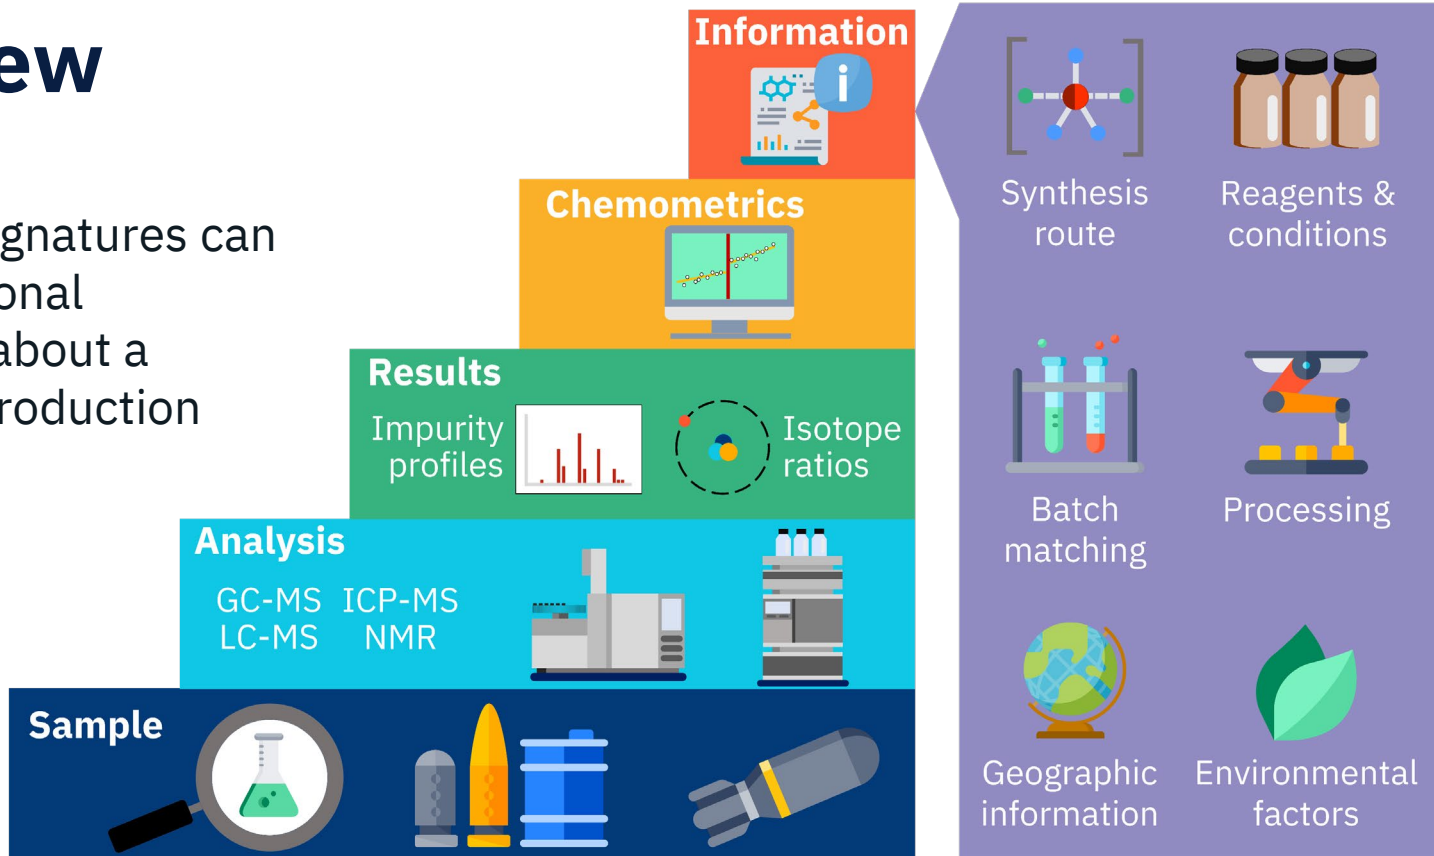 ew
gnatures can
onal
about a
roduction
Information
Chemometrics
Results
Impurity
profiles
Isotope
ratios
Analysis
GC-MS ICP-MS
LC-MS NMR
Sample
Synthesis
route
Reagents &
conditions
Batch
matching
Processing
Geographic
information
Environmental
factors